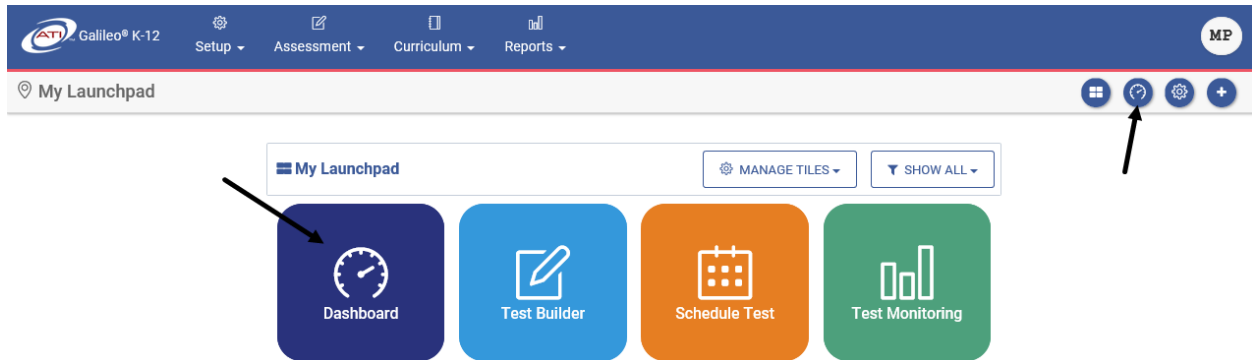 ATI Galileo® K-12
Setup
Assessment
Curriculum
Reports
MP
My Launchpad
My Launchpad
MANAGE TILES
SHOW ALL
Dashboard
Test Builder
Schedule Test
Test Monitoring